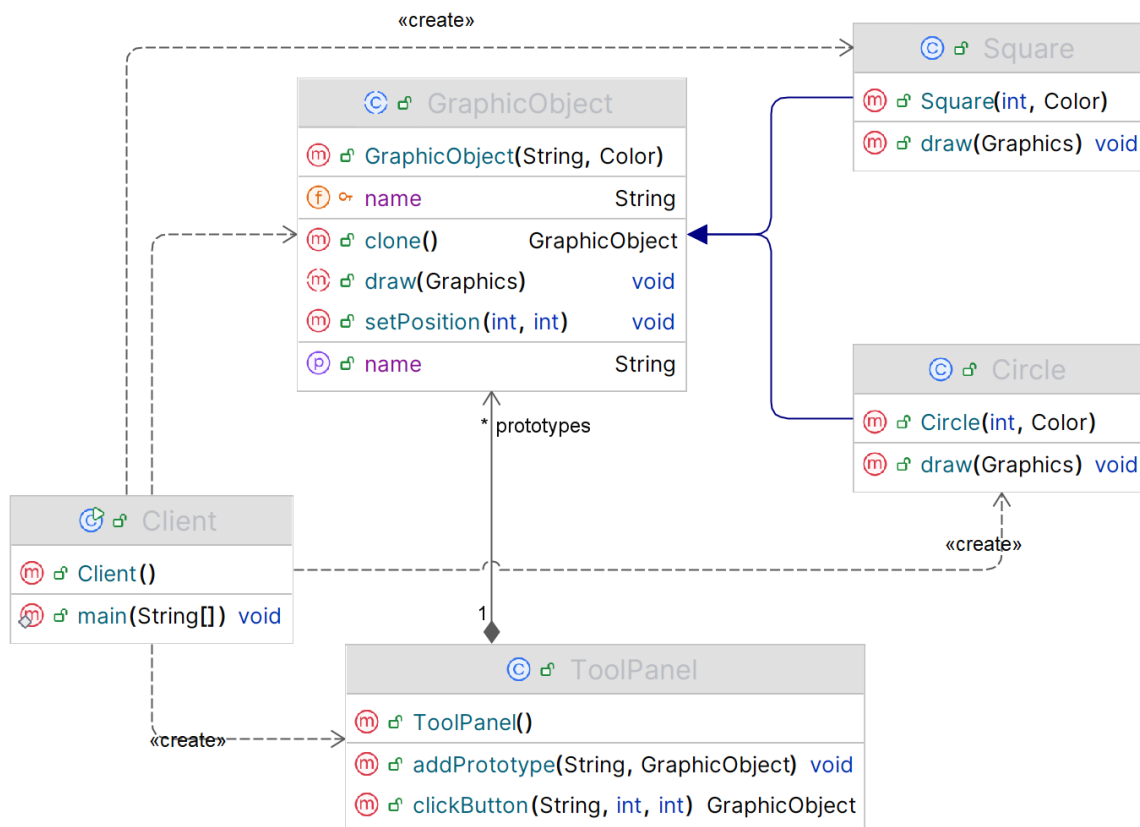 «create»
Square
Square(int, Color)
draw(Graphics) void
GraphicObject
GraphicObject(String, Color)
name String
clone() GraphicObject
draw(Graphics) void
setPosition(int, int) void
name String
Circle
Circle(int, Color)
draw(Graphics) void
* prototypes
Client
Client()
main(String[]) void
«create»
1
«create»
ToolPanel
ToolPanel()
addPrototype(String, GraphicObject) void
clickButton(String, int, int) GraphicObject